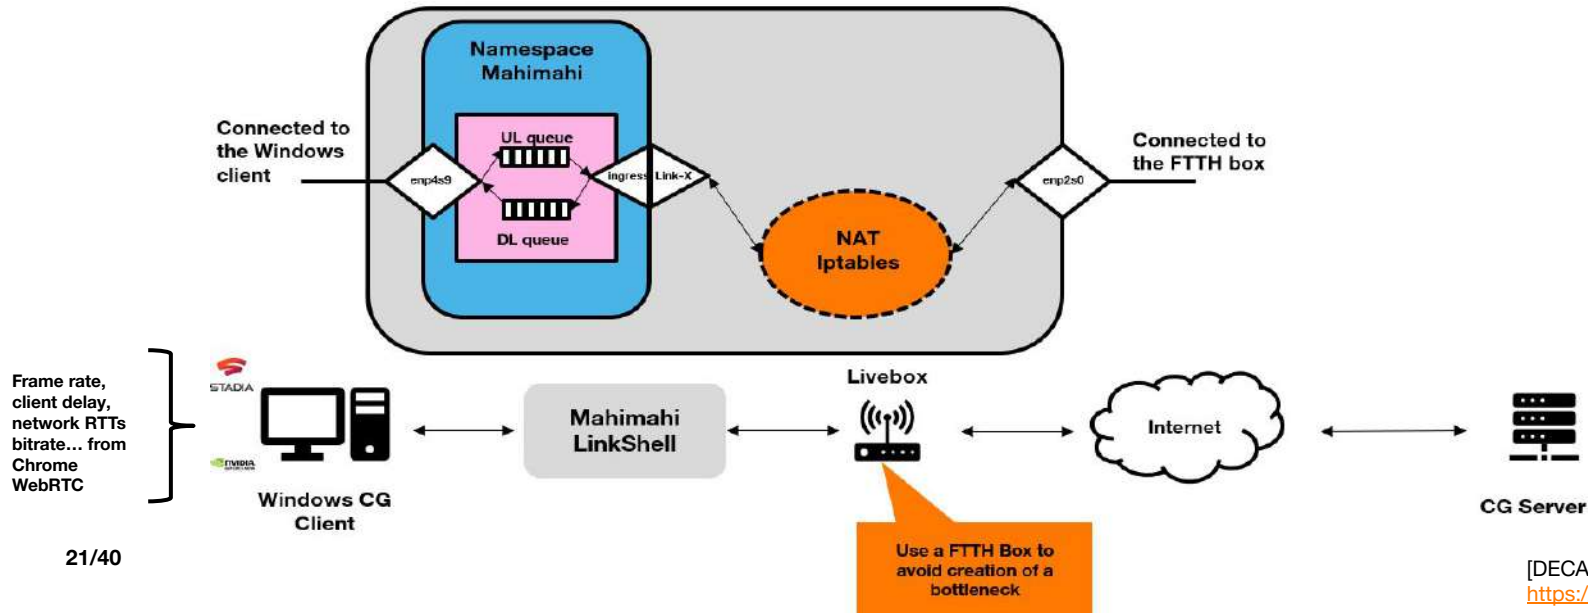 Namespace
Mahimahi
Connected to
the Windows
client
UL queue
enp4s9
ingress
Link-X
DL queue
NAT
Iptables
enp2s0
Connected to
the FTTH box
Frame rate,
client delay,
network RTTs
bitrate... from
Chrome
WebRTC
STADIA
NVIDIA
Windows CG
Client
Mahimahi
LinkShell
Livebox
Internet
CG Server
Use a FTTH Box to
avoid creation of a
bottleneck
21/40
[DECA
https:/